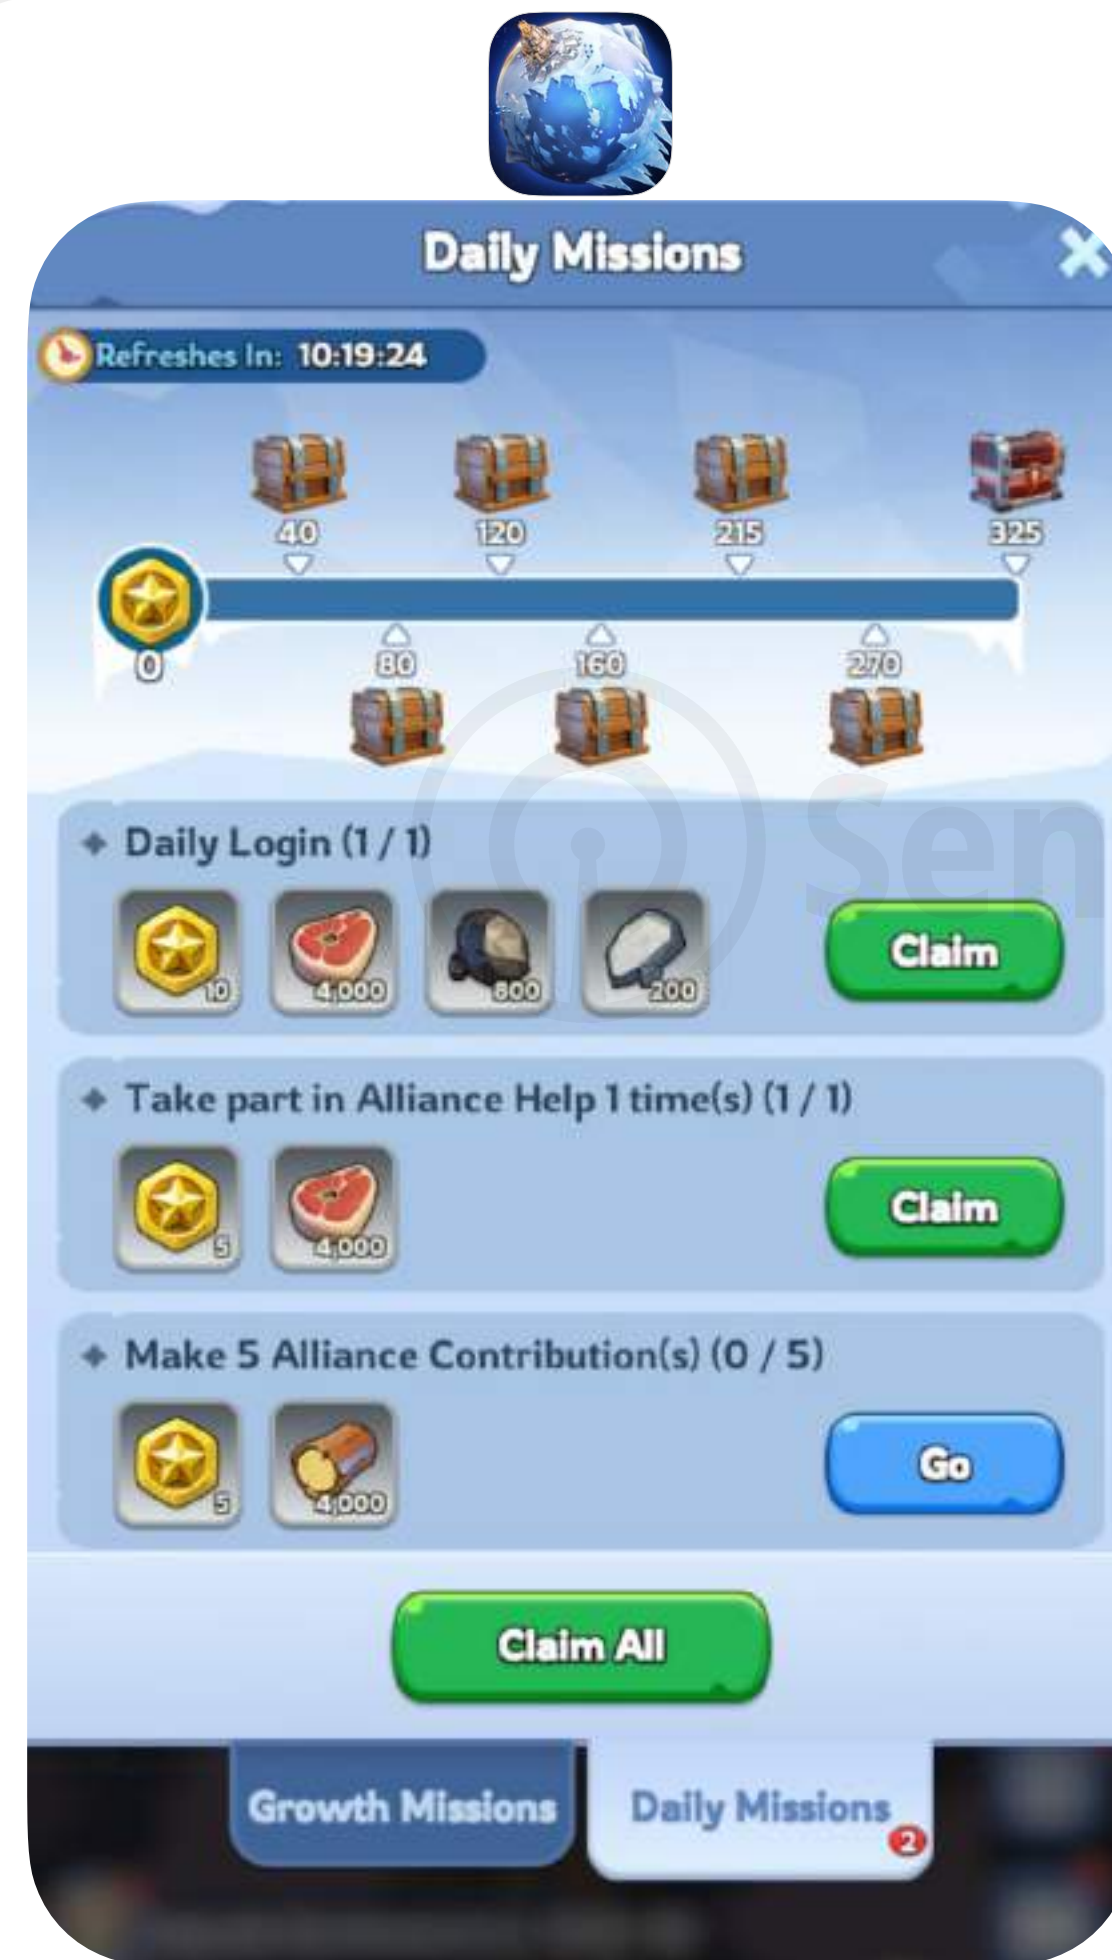 Daily Missions
Refreshes In: 10:19:24
40 120 215 325
0 80 160 270
Daily Login (1 / 1)
10 4,000 800 200
Claim
Take part in Alliance Help 1 time(s) (1 / 1)
5 4,000
Claim
Make 5 Alliance Contribution(s) (0 / 5)
5 4,000
Go
Claim All
Growth Missions
Daily Missions
2
Sen